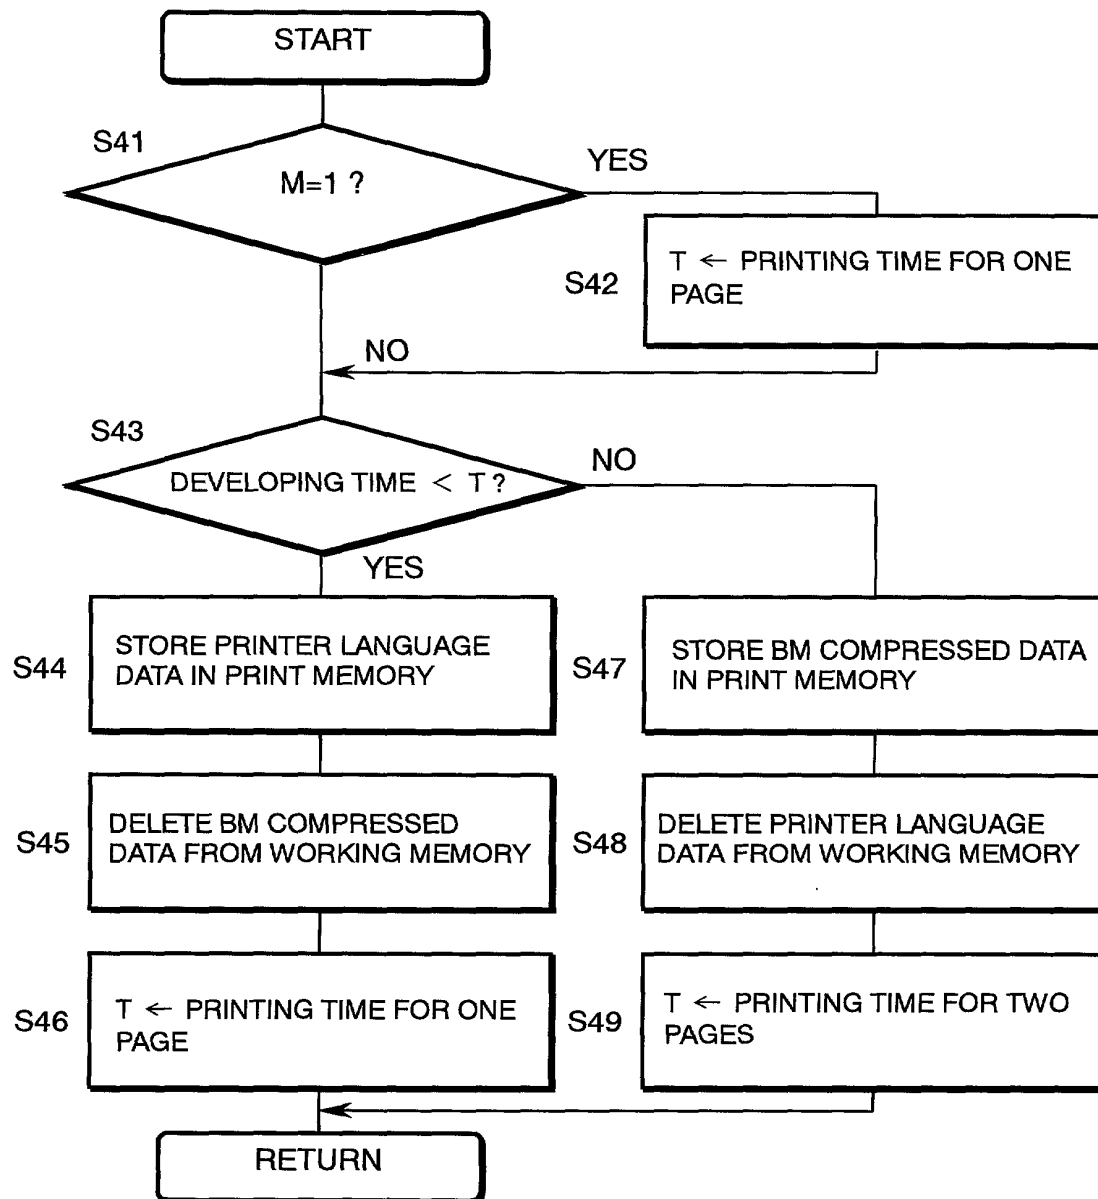 START
S41
M=1 ?
YES
S42
T ← PRINTING TIME FOR ONE
PAGE
NO
S43
DEVELOPING TIME < T ?
NO
YES
S44
STORE PRINTER LANGUAGE
DATA IN PRINT MEMORY
S47
STORE BM COMPRESSED DATA
IN PRINT MEMORY
S45
DELETE BM COMPRESSED
DATA FROM WORKING MEMORY
S48
DELETE PRINTER LANGUAGE
DATA FROM WORKING MEMORY
S46
T ← PRINTING TIME FOR ONE
PAGE
S49
T ← PRINTING TIME FOR TWO
PAGES
RETURN